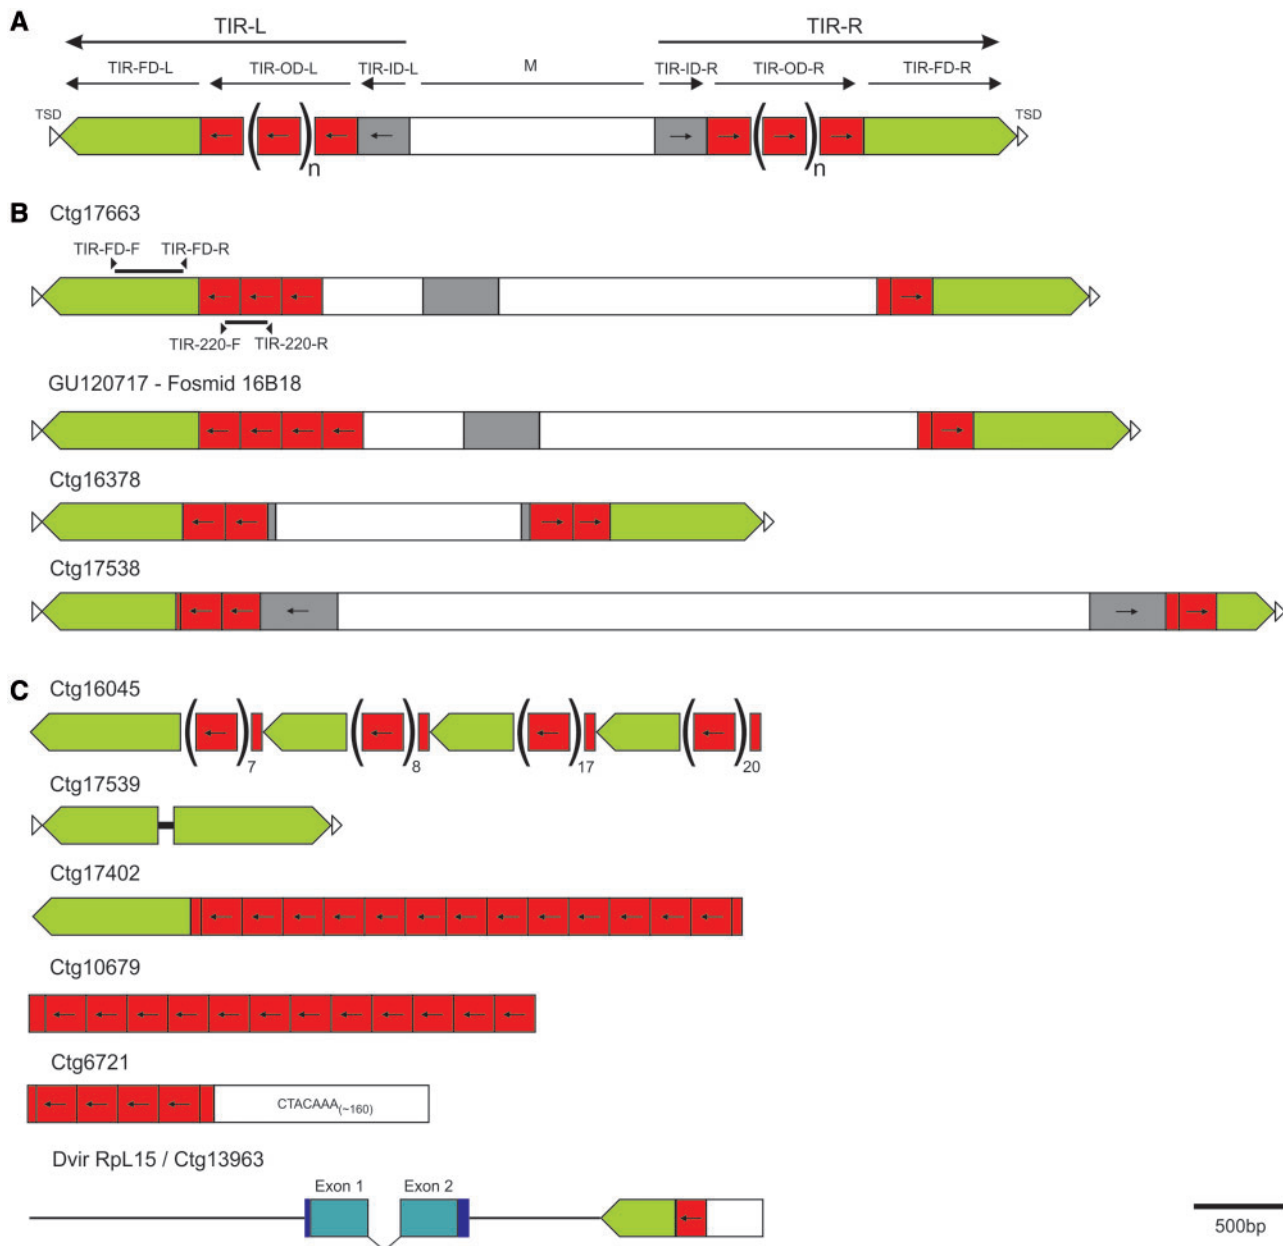 A
TIR-L
TIR-R
TIR-FD-L
TIR-OD-L
TIR-ID-L
M
TIR-ID-R
TIR-OD-R
TIR-FD-R
TSD
TSD
n
n
B
Ctg17663
TIR-FD-F
TIR-FD-R
TIR-220-F
TIR-220-R
GU120717 - Fosmid 16B18
Ctg16378
Ctg17538
C
Ctg16045
7
8
17
20
Ctg17539
Ctg17402
Ctg10679
Ctg6721
CTACAAA(~160)
Dvir RpL15 / Ctg13963
Exon 1
Exon 2
500bp